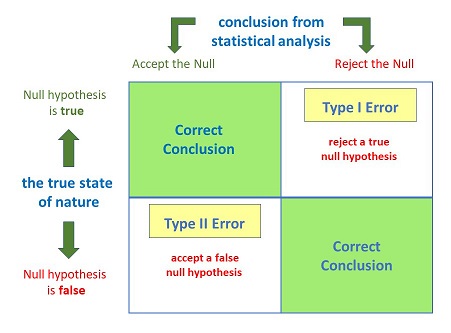 conclusion from
statistical analysis
Accept the Null
Reject the Null
Null hypothesis
is true
Correct
Conclusion
Type I Error
reject a true
null hypothesis
the true state
of nature
Type II Error
accept a false
null hypothesis
Correct
Conclusion
Null hypothesis
is false